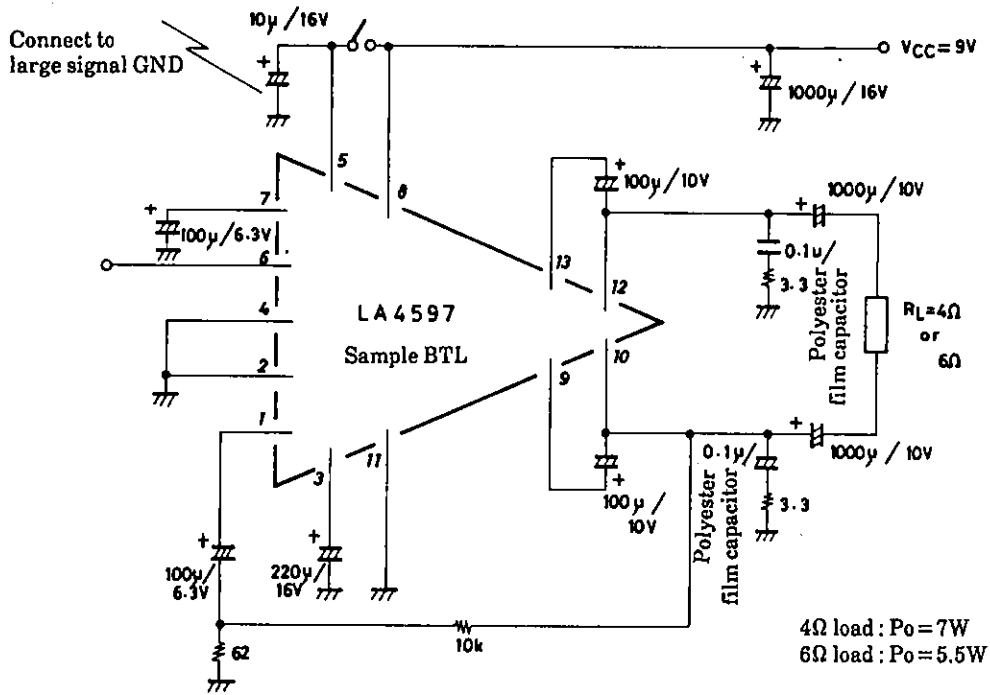 10μ/16V
Connect to
large signal GND
+
VCC=9V
+
1000μ/16V
5
8
7
+
100μ/6.3V
6
4
2
1
LA4597
Sample BTL
13
12
+
100μ/10V
1000μ/10V
+
0.1u/
3.3
Polyester
film capacitor
RL=4Ω
or
6Ω
10
9
11
3
+
100μ/
10V
0.1μ/
Polyester
film capacitor
3.3
+
1000μ/10V
+
100μ/
6.3V
+
220μ/
16V
62
10k
4Ω load : Po=7W
6Ω load : Po=5.5W